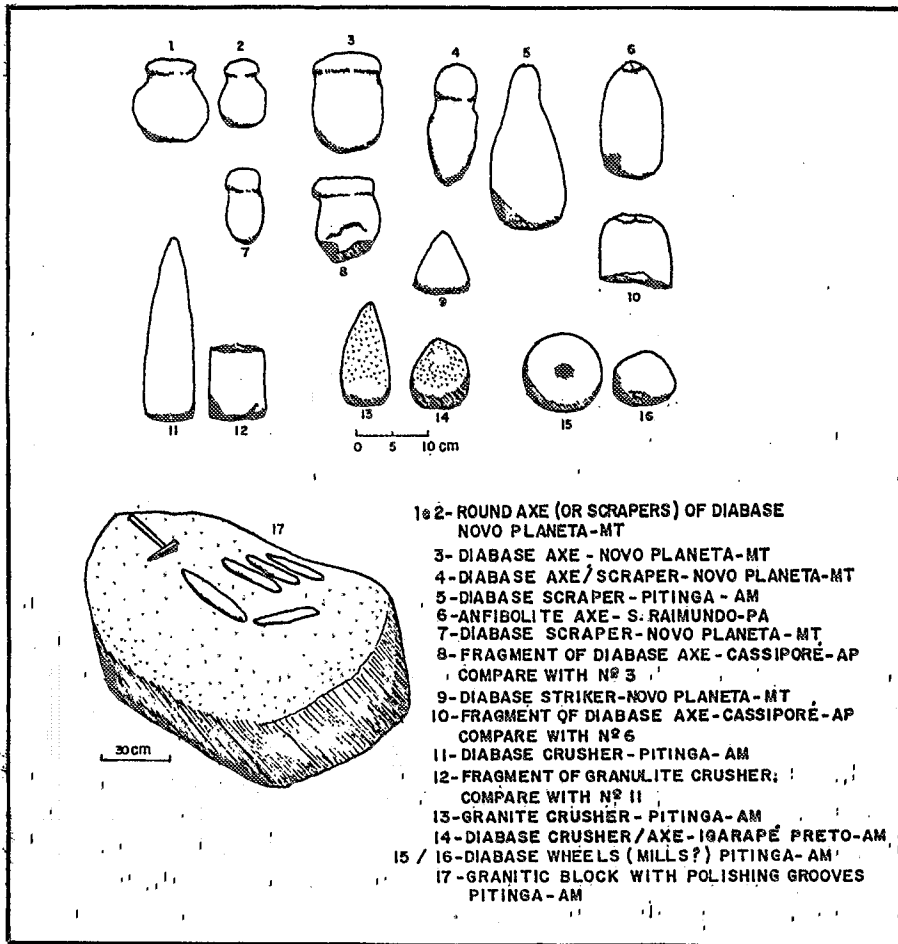 1 2 3 4 5 6
7 8 9 10
11 12 13 14 15 16
0 5 10 cm
17
30cm
1e2-ROUND AXE (OR SCRAPERS) OF DIABASE
NOVO PLANETA-MT
3-DIABASE AXE-NOVO PLANETA-MT
4-DIABASE AXE/SCRAPER-NOVO PLANETA-MT
5-DIABASE SCRAPER-PITINGA-AM
6-ANFIBOLITE AXE-S. RAIMUNDO-PA
7-DIABASE SCRAPER-NOVO PLANETA-MT
8-FRAGMENT OF DIABASE AXE-CASSIPORÉ-AP
COMPARE WITH Nº 3
9-DIABASE STRIKER-NOVO PLANETA-MT
10-FRAGMENT OF DIABASE AXE-CASSIPORÉ-AP
COMPARE WITH Nº 6
11-DIABASE CRUSHER-PITINGA-AM
12-FRAGMENT OF GRANULITE CRUSHER;
COMPARE WITH Nº 11
13-GRANITE CRUSHER-PITINGA-AM
14-DIABASE CRUSHER/AXE-IGARAPÉ PRETO-AM
15 / 16-DIABASE WHEELS (MILLS?) PITINGA-AM
17-GRANITIC BLOCK WITH POLISHING GROOVES
PITINGA-AM